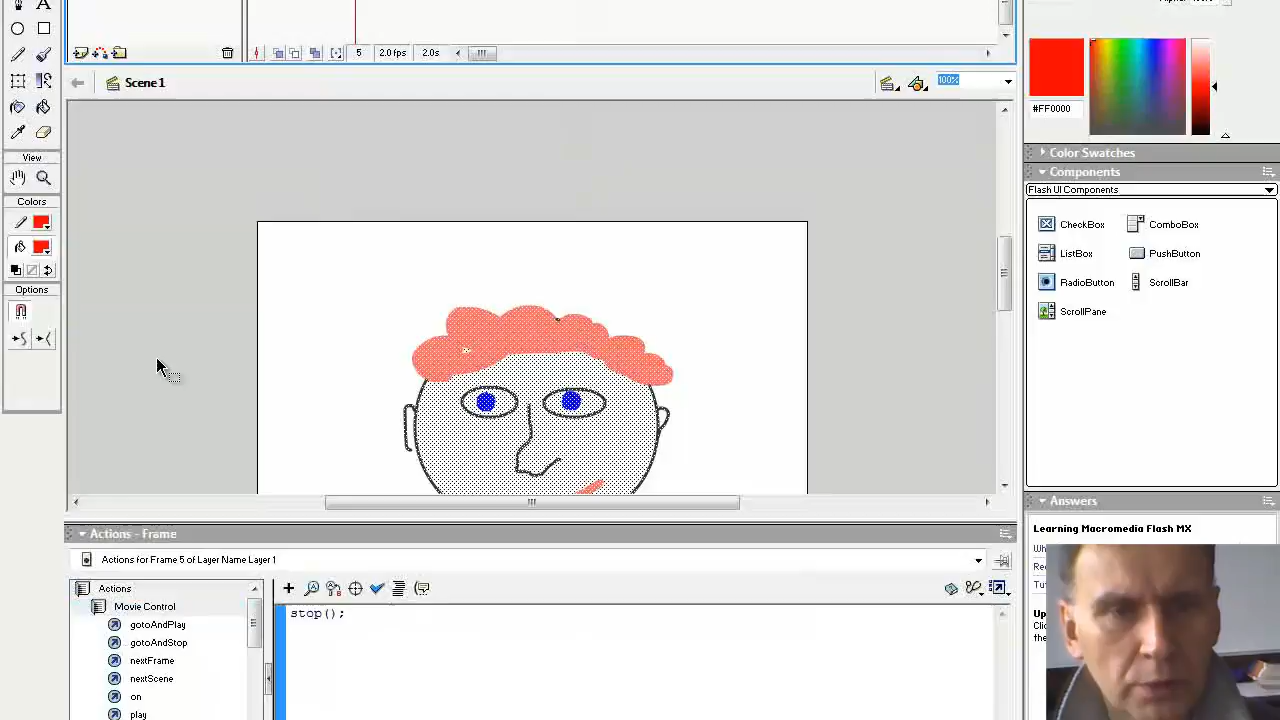 A
5
2.0 fps
2.0s
Scene 1
100%
#FF0000
View
Colors
Options
Color Swatches
Components
Flash UI Components
CheckBox
ComboBox
ListBox
PushButton
RadioButton
ScrollBar
ScrollPane
Answers
Learning Macromedia Flash MX
Actions - Frame
Actions for Frame 5 of Layer Name Layer 1
Actions
Movie Control
gotoAndPlay
gotoAndStop
nextFrame
nextScene
on
play
stop();